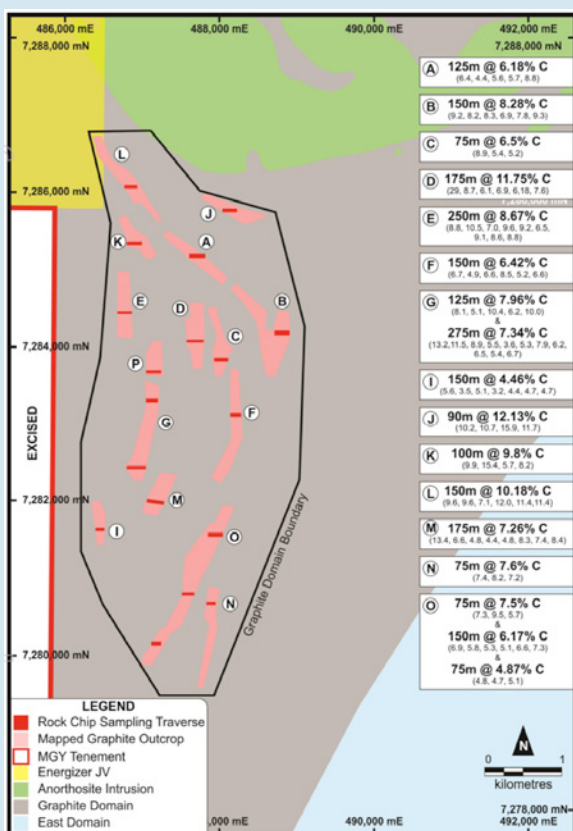 486,000 mE 488,000 mE 490,000 mE 492,000 mE
7,288,000 mN 7,288,000 mN
A 125m @ 6.18% C
(6.4, 4.4, 5.6, 5.7, 8.8)
B 150m @ 8.28% C
(9.2, 8.2, 8.3, 6.9, 7.8, 9.3)
C 75m @ 6.5% C
(8.9, 5.4, 5.2)
D 175m @ 11.75% C
(29, 8.7, 6.1, 6.9, 6.18, 7.6)
E 250m @ 8.67% C
(8.8, 10.5, 7.0, 9.6, 9.2, 6.5,
9.1, 8.6, 8.8)
F 150m @ 6.42% C
(6.7, 4.9, 6.6, 8.5, 5.2, 6.6)
G 125m @ 7.96% C
(8.1, 5.1, 10.4, 6.2, 10.0)
&
275m @ 7.34% C
(13.2,11.5, 8.9, 5.5, 3.6, 5.3, 7.9, 6.2,
6.5, 5.4, 6.7)
I 150m @ 4.46% C
(5.6, 3.5, 5.1, 3.2, 4.4, 4.7, 4.7)
J 90m @ 12.13% C
(10.2, 10.7, 15.9, 11.7)
K 100m @ 9.8% C
(9.9, 15.4, 5.7, 8.2)
L 150m @ 10.18% C
(9.6, 9.6, 7.1, 12.0, 11.4,11.4)
M 175m @ 7.26% C
(13.4, 6.6, 4.8, 4.4, 4.8, 8.3, 7.4, 8.4)
N 75m @ 7.6% C
(7.4, 8.2, 7.2)
O 75m @ 7.5% C
(7.3, 9.5, 5.7)
&
150m @ 6.17% C
(6.9, 5.8, 5.3, 5.1, 6.6, 7.3)
&
75m @ 4.87% C
(4.8, 4.7, 5.1)
L
7,286,000 mN
J
K
A
E
D
B
C
7,284,000 mN
P
G
F
EXCISED
7,282,000 mN
M
I
O
N
Graphite Domain Boundary
7,280,000 mN
LEGEND
Rock Chip Sampling Traverse
Mapped Graphite Outcrop
MGY Tenement
Energizer JV
Anorthosite Intrusion
Graphite Domain
East Domain
N
0 1
kilometres
7,278,000 mN
490,000 mE 492,000 mE